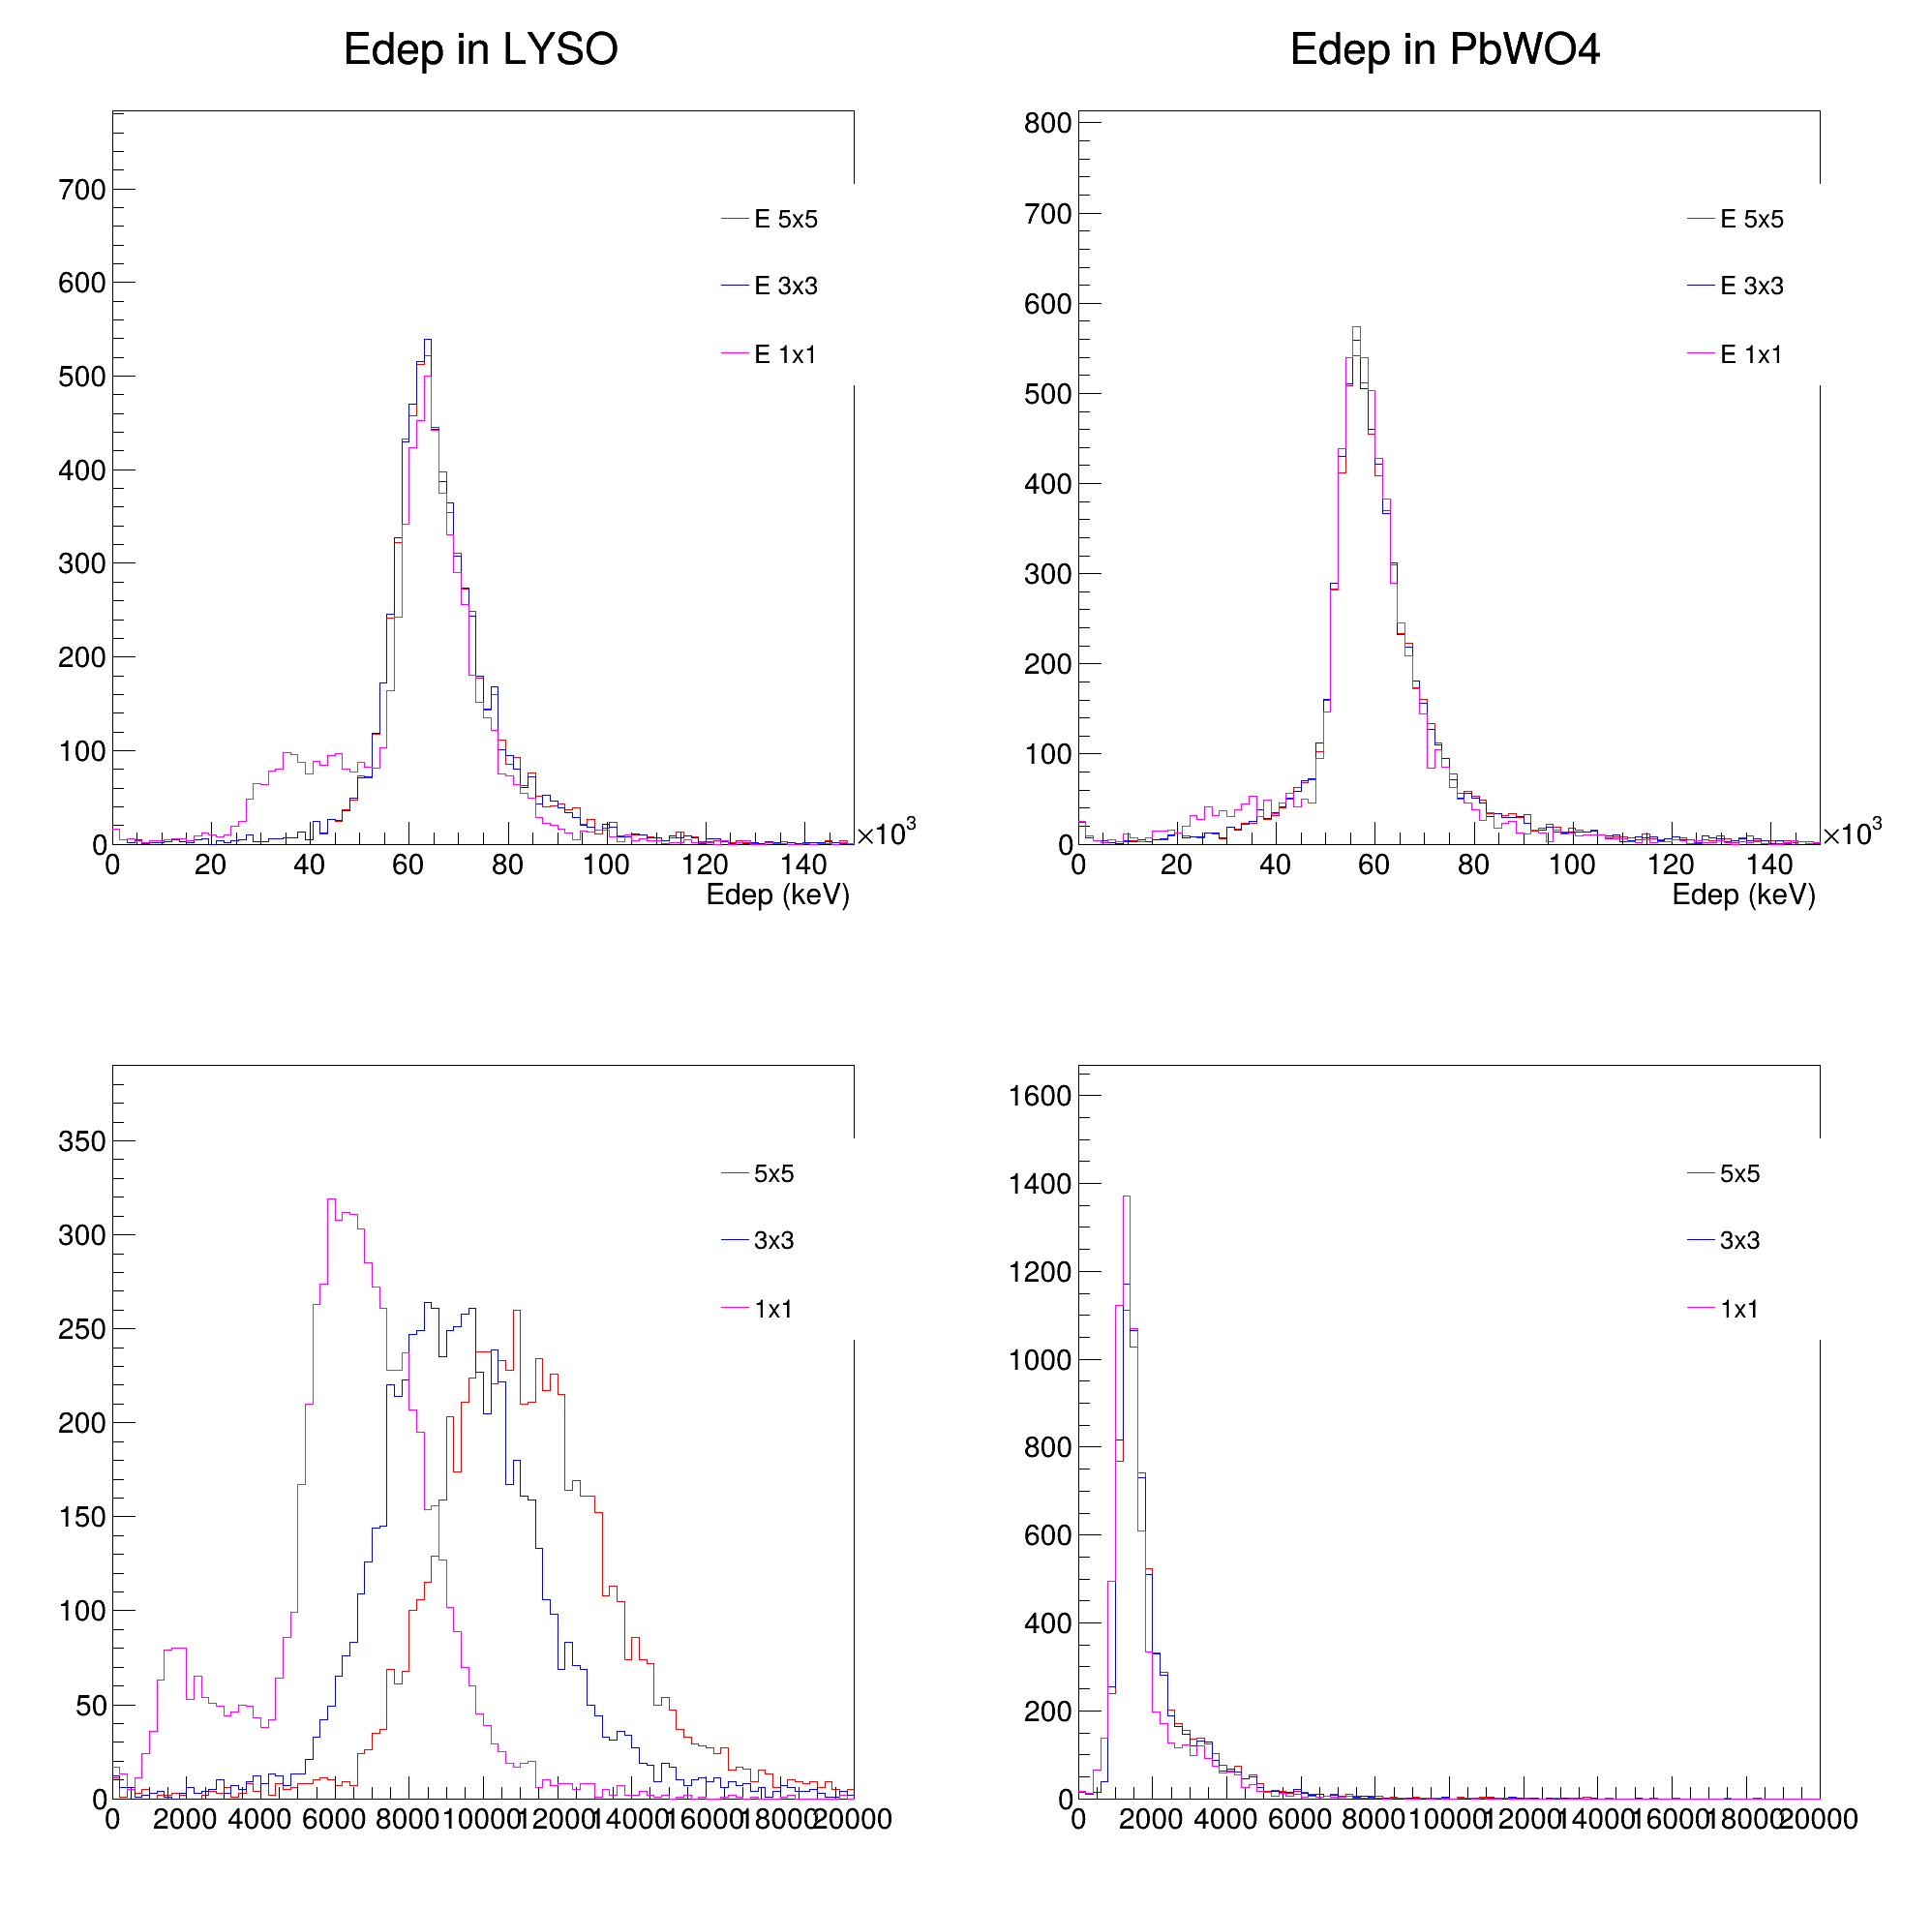 Edep in LYSO
700
600
500
400
300
200
100
0
E 5x5
E 3x3
E 1x1
0 20 40 60 80 100 120 140
×10³
Edep (keV)
Edep in PbWO4
800
700
600
500
400
300
200
100
0
E 5x5
E 3x3
E 1x1
0 20 40 60 80 100 120 140
×10³
Edep (keV)
350
300
250
200
150
100
50
0
5x5
3x3
1x1
0 2000 4000 6000 8000 10000 12000 14000 16000 18000 20000
1600
1400
1200
1000
800
600
400
200
0
5x5
3x3
1x1
0 2000 4000 6000 8000 10000 12000 14000 16000 18000 20000